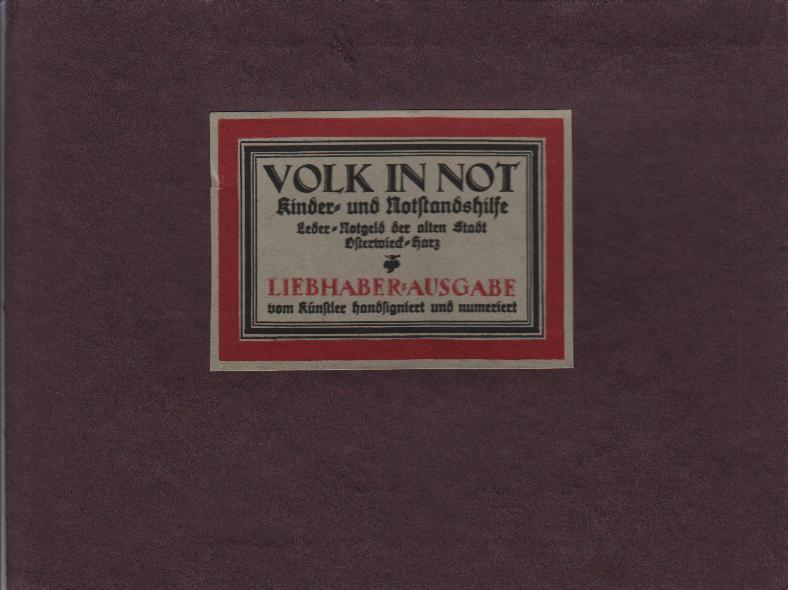 VOLK IN NOT
Kinder- und Notstandshilfe
Leder-Notgeld der alten Stadt
Osterwieck-Harz
LIEBHABER-AUSGABE
vom Künstler handsigniert und numeriert